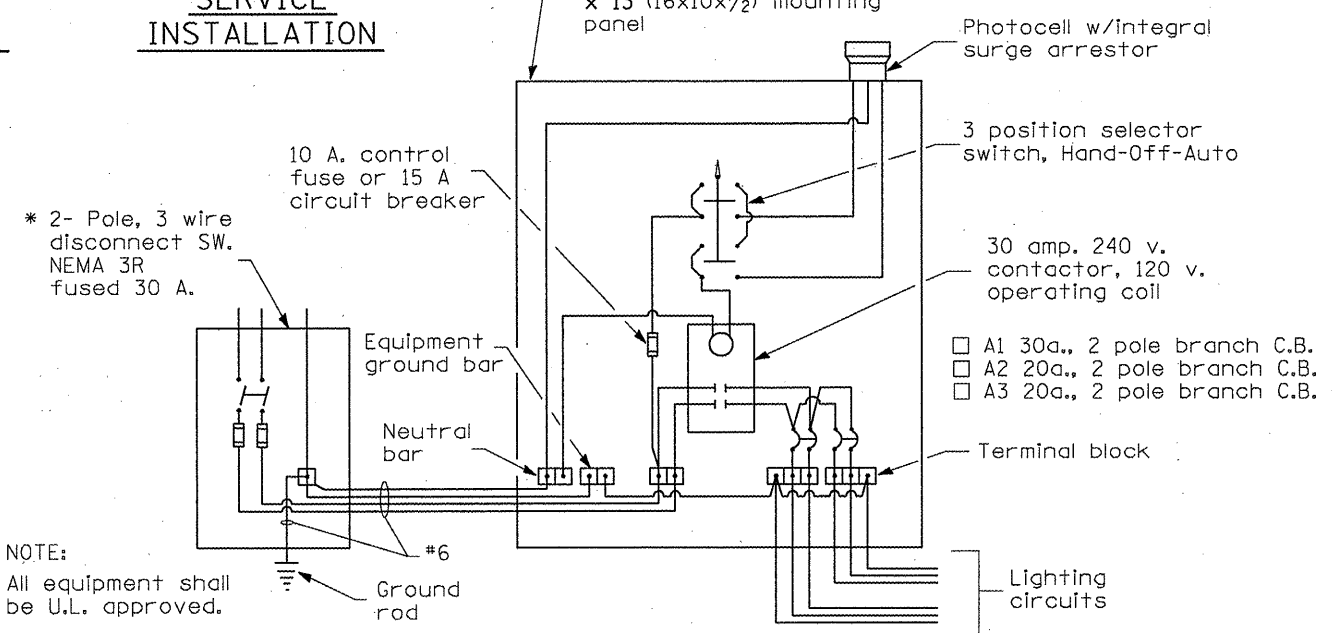 SERVICE
INSTALLATION
x 13 (16x10x½) mounting
panel
Photocell w/integral
surge arrestor
3 position selector
switch, Hand-Off-Auto
10 A. control
fuse or 15 A
circuit breaker
* 2- Pole, 3 wire
disconnect SW.
NEMA 3R
fused 30 A.
30 amp. 240 v.
contactor, 120 v.
operating coil
Equipment
ground bar
A1 30a., 2 pole branch C.B.
A2 20a., 2 pole branch C.B.
A3 20a., 2 pole branch C.B.
Neutral
bar
Terminal block
#6
NOTE:
All equipment shall
be U.L. approved.
Ground
rod
Lighting
circuits